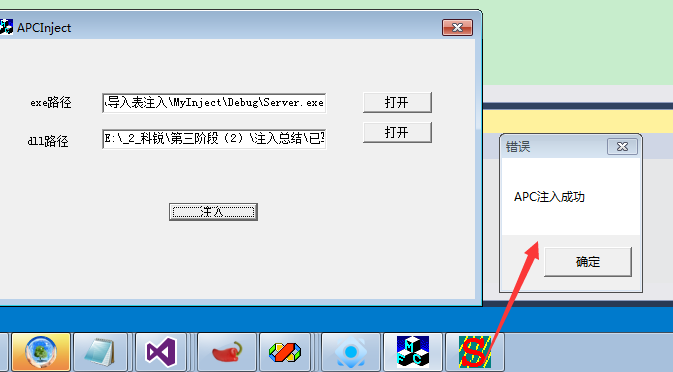 APCInject
exe路径
导入表注入\MyInject\Debug\Server.exe
打开
dll路径
E:\_2_科锐\第三阶段（2）\注入总结\已
打开
注入
错误
APC注入成功
确定